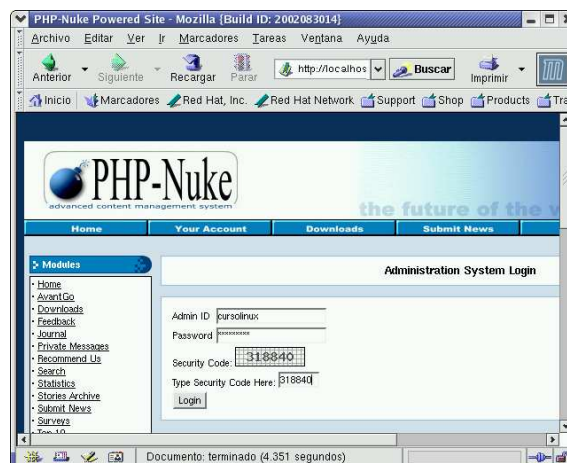 PHP-Nuke Powered Site - Mozilla {Build ID: 2002083014}
Archivo Editar Ver Ir Marcadores Tareas Ventana Ayuda
Anterior Siguiente Recargar Parar http://localhos Buscar Imprimir
Inicio Marcadores Red Hat, Inc. Red Hat Network Support Shop Products Tra
PHP-Nuke
advanced content management system
the future of the w
Home Your Account Downloads Submit News
Modules
Administration System Login
· Home
· AvantGo
· Downloads
· Feedback
· Journal
· Private Messages
· Recommend Us
· Search
· Statistics
· Stories Archive
· Submit News
· Surveys
· Top 10
Admin ID cursolinux
Password *********
Security Code: 318840
Type Security Code Here: 318840
Login
Documento: terminado (4.351 segundos)